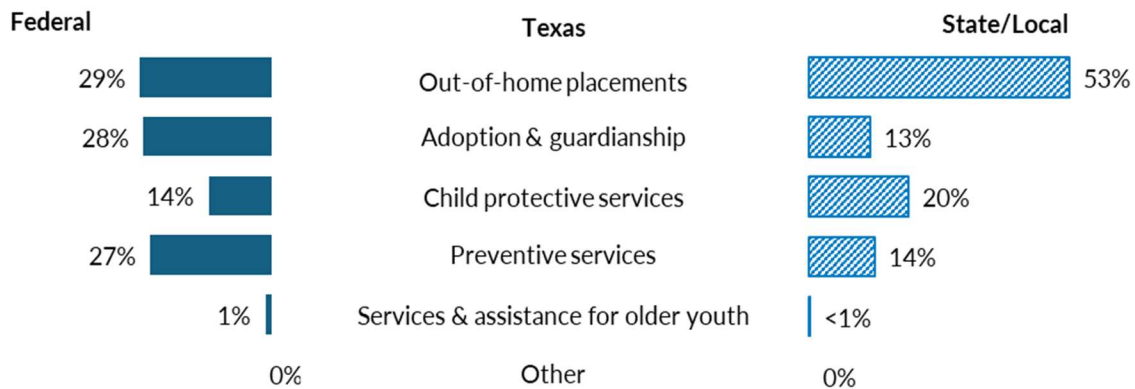 Federal Texas State/Local
29% Out-of-home placements 53%
28% Adoption & guardianship 13%
14% Child protective services 20%
27% Preventive services 14%
1% Services & assistance for older youth <1%
0% Other 0%